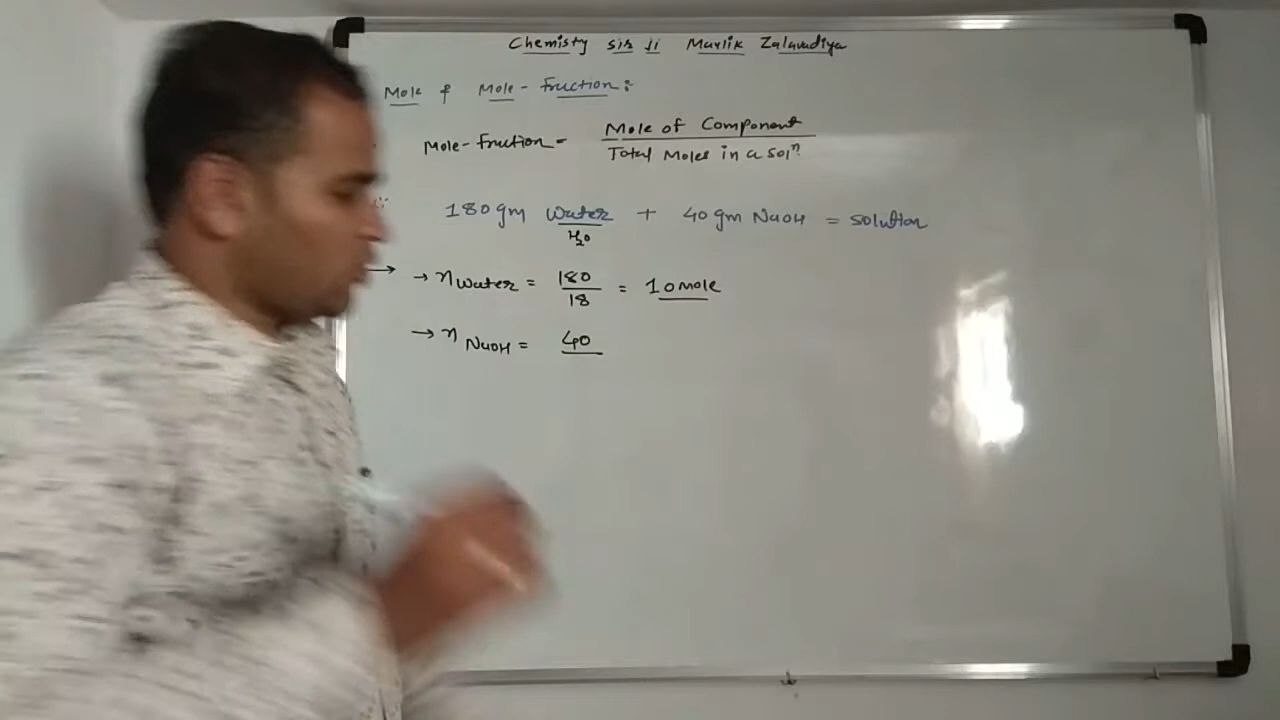 Chemisty sir ji Maulik Zalavadiya
Mole & Mole-fraction:
Mole-fraction = Mole of Component
Total Moles in a solⁿ.
180 gm Water + 40 gm NaOH = solution
H₂O
→ → n Water = 180 / 18 = 10 mole
→ n NaOH = 40